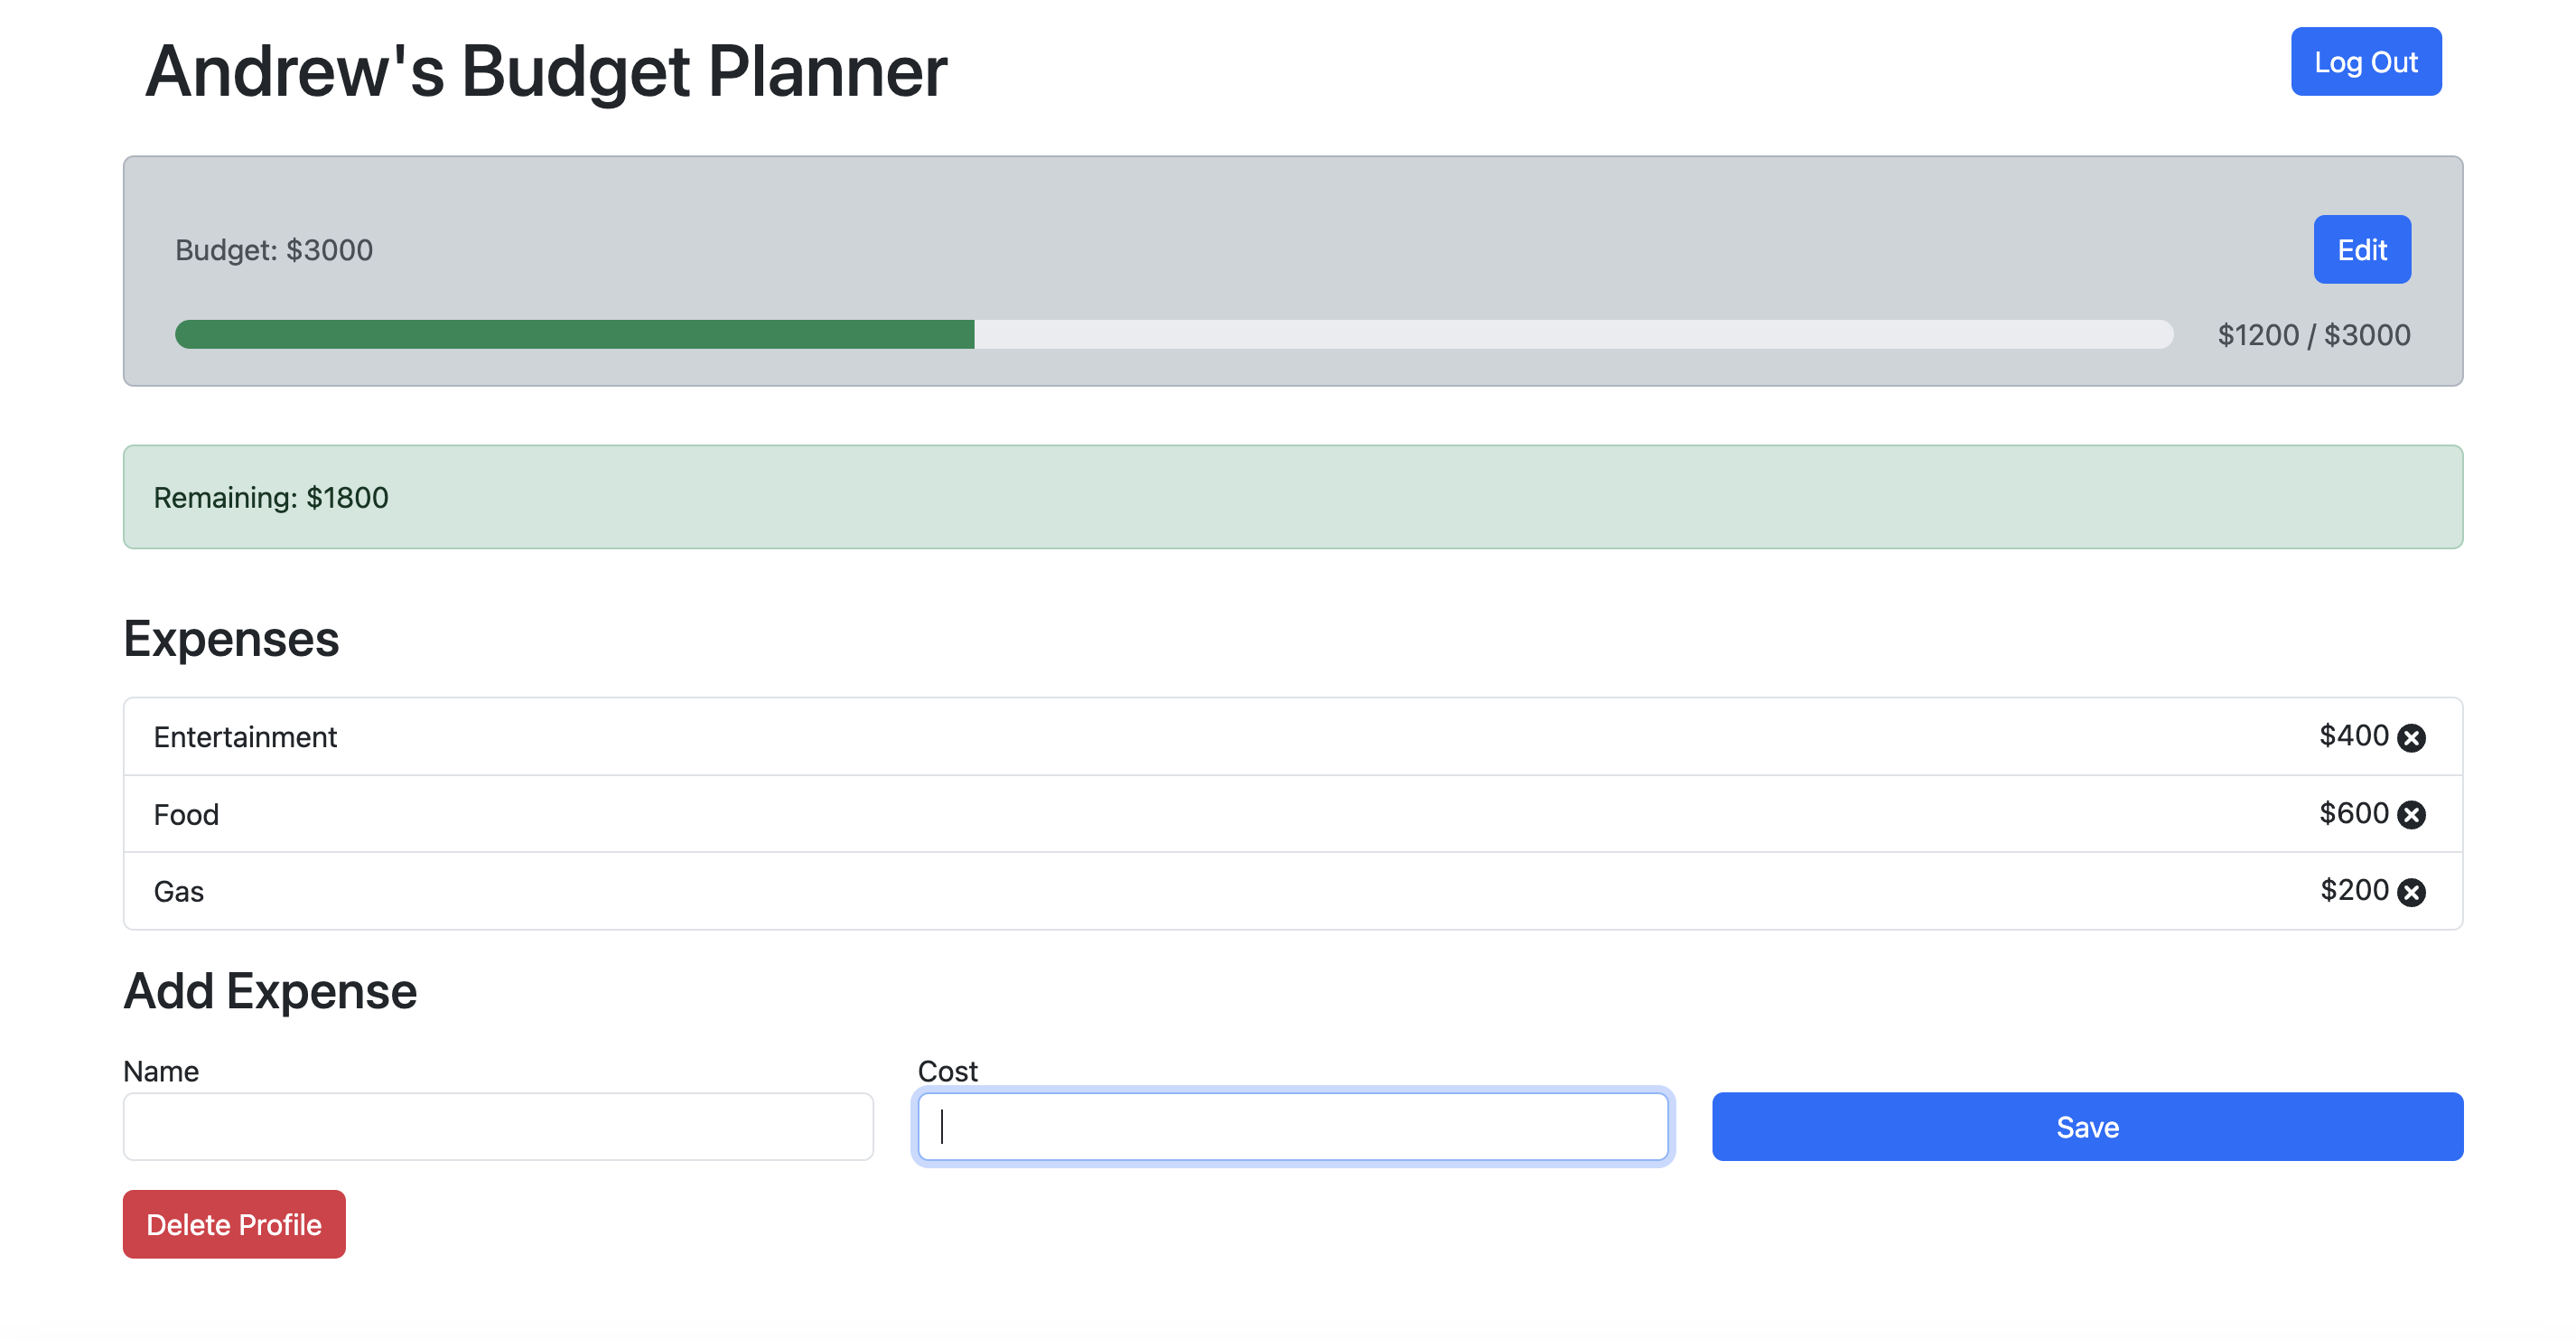 Andrew's Budget Planner
Log Out
Budget: $3000
Edit
$1200 / $3000
Remaining: $1800
Expenses
Entertainment $400
Food $600
Gas $200
Add Expense
Name
Cost
Save
Delete Profile